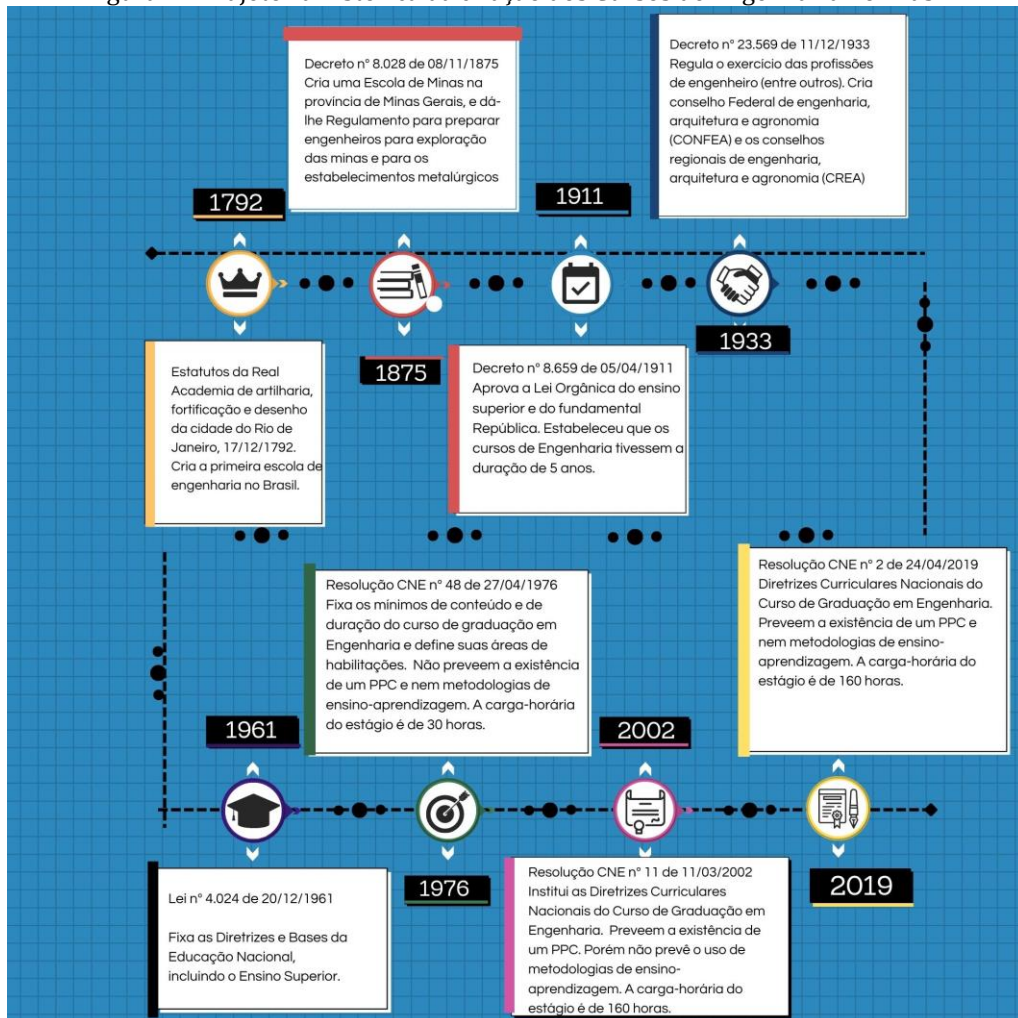 Decreto nº 8.028 de 08/11/1875
Cria uma Escola de Minas na
provincia de Minas Gerais, e dá-
lhe Regulamento para preparar
engenheiros para exploração
das minas e para os
estabelecimentos metalúrgicos
Decreto nº 23.569 de 11/12/1933
Regula o exercicio das profissões
de engenheiro (entre outros). Cria
conselho Federal de engenharia,
arquitetura e agronomia
(CONFEA) e os conselhos
regionais de engenharia,
arquitetura e agronomia (CREA)
1792
1911
1875
1933
Estatutos da Real
Academia de artilharia,
fortificação e desenho
da cidade do Rio de
Janeiro, 17/12/1792.
Cria a primeira escola de
engenharia no Brasil.
Decreto nº 8.659 de 05/04/1911
Aprova a Lei Orgânica do ensino
superior e do fundamental
República. Estabeleceu que os
cursos de Engenharia tivessem a
duração de 5 anos.
Resolução CNE nº 48 de 27/04/1976
Fixa os mínimos de conteúdo e de
duração do curso de graduação em
Engenharia e define suas áreas de
habilitações. Não preveem a existência
de um PPC e nem metodologias de
ensino-aprendizagem. A carga-horária
do estágio é de 30 horas.
Resolução CNE nº 2 de 24/04/2019
Diretrizes Curriculares Nacionais do
Curso de Graduação em Engenharia.
Preveem a existência de um PPC e
nem metodologias de ensino-
aprendizagem. A carga-horária do
estágio é de 160 horas.
1961
2002
1976
2019
Lei nº 4.024 de 20/12/1961
Fixa as Diretrizes e Bases da
Educação Nacional,
incluindo o Ensino Superior.
Resolução CNE nº 11 de 11/03/2002
Institui as Diretrizes Curriculares
Nacionais do Curso de Graduação em
Engenharia. Preveem a existência de
um PPC. Porém não prevê o uso de
metodologias de ensino-
aprendizagem. A carga-horária do
estágio é de 160 horas.